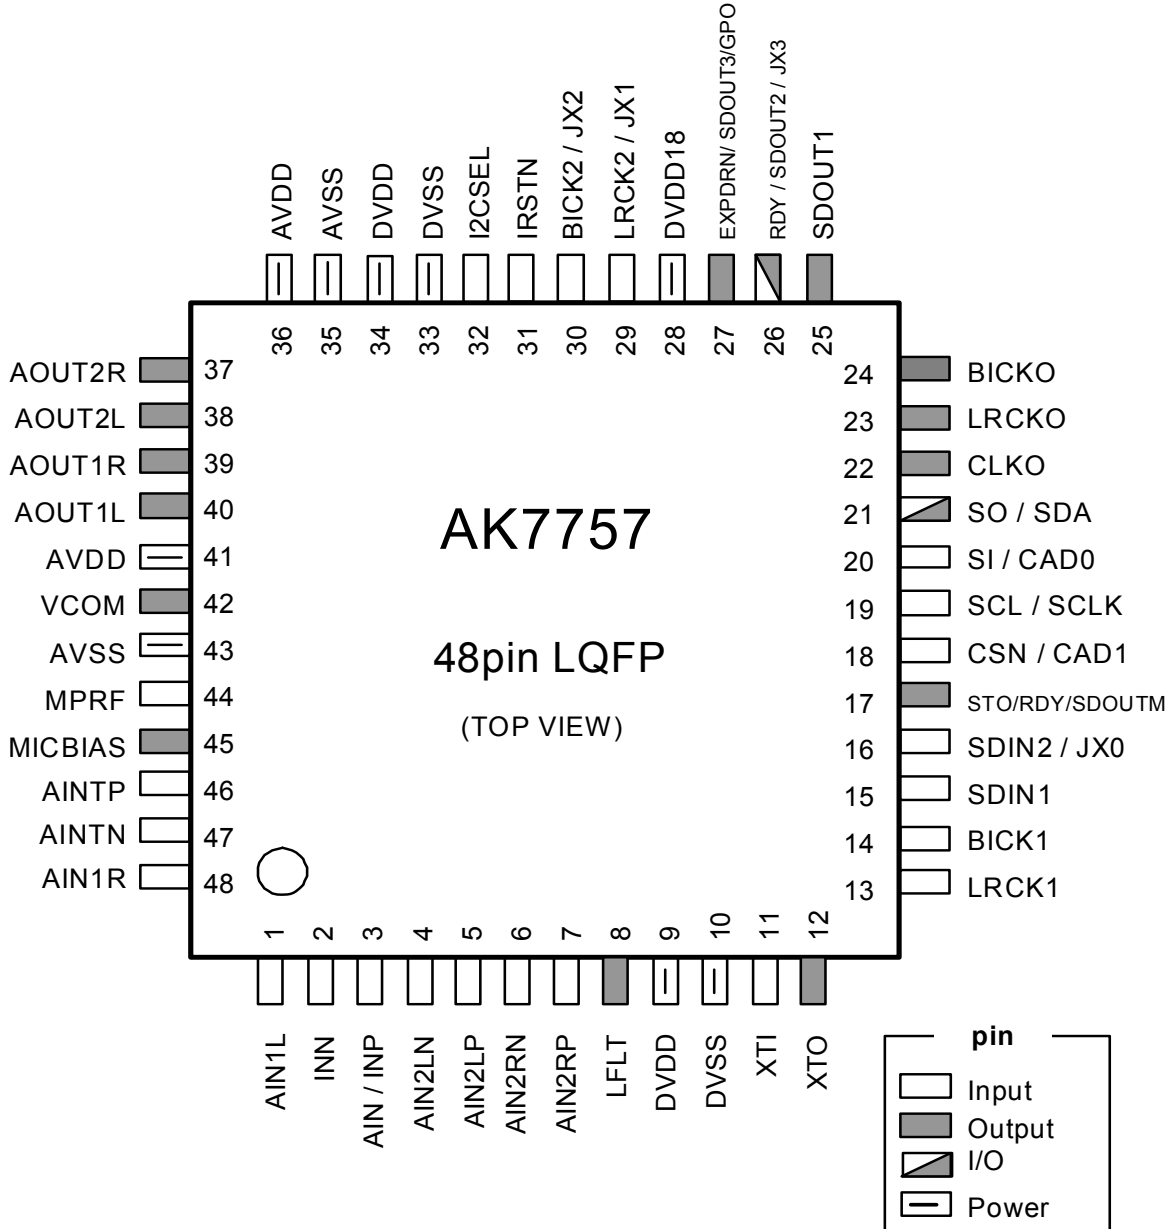 AVDD
AVSS
DVDD
DVSS
I2CSEL
IRSTN
BICK2 / JX2
LRCK2 / JX1
DVDD18
EXPDRN/ SDOUT3/GPO
RDY / SDOUT2 / JX3
SDOUT1
36
35
34
33
32
31
30
29
28
27
26
25
AOUT2R
37
AOUT2L
38
AOUT1R
39
AOUT1L
40
AVDD
41
VCOM
42
AVSS
43
MPRF
44
MICBIAS
45
AINTP
46
AINTN
47
AIN1R
48
AK7757
48pin LQFP
(TOP VIEW)
24
BICKO
23
LRCKO
22
CLKO
21
SO / SDA
20
SI / CAD0
19
SCL / SCLK
18
CSN / CAD1
17
STO/RDY/SDOUTM
16
SDIN2 / JX0
15
SDIN1
14
BICK1
13
LRCK1
1
2
3
4
5
6
7
8
9
10
11
12
AIN1L
INN
AIN / INP
AIN2LN
AIN2LP
AIN2RN
AIN2RP
LFLT
DVDD
DVSS
XTI
XTO
pin
Input
Output
I/O
Power